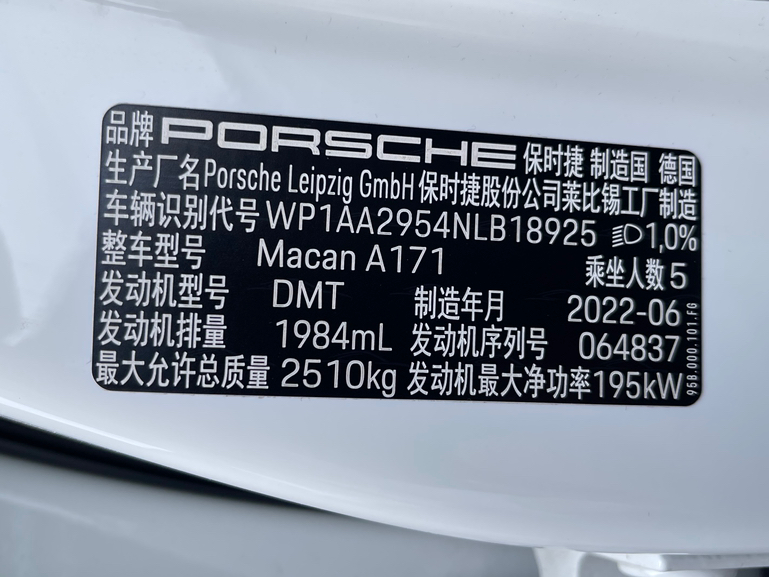 品牌 PORSCHE 保时捷 制造国 德国
生产厂名 Porsche Leipzig GmbH 保时捷股份公司莱比锡工厂制造
车辆识别代号 WP1AA2954NLB18925 1,0%
整车型号 Macan A171 乘坐人数 5
发动机型号 DMT 制造年月 2022-06
发动机排量 1984mL 发动机序列号 064837
最大允许总质量 2510kg 发动机最大净功率 195kW
95B.000.101.FG